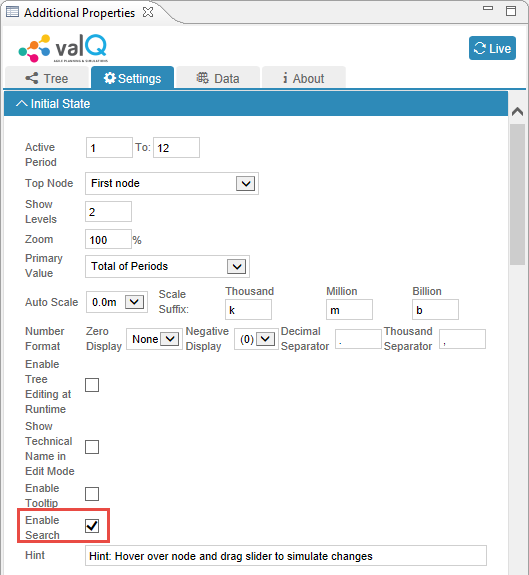 Additional Properties
valQ
AGILE PLANNING & SIMULATIONS
Live
Tree
Settings
Data
About
Initial State
Active Period 1 To: 12
Top Node First node
Show Levels 2
Zoom 100 %
Primary Value Total of Periods
Auto Scale 0.0m Scale Suffix: Thousand k Million m Billion b
Number Format Zero Display None Negative Display (0) Decimal Separator . Thousand Separator ,
Enable Tree Editing at Runtime
Show Technical Name in Edit Mode
Enable Tooltip
Enable Search
Hint Hint: Hover over node and drag slider to simulate changes